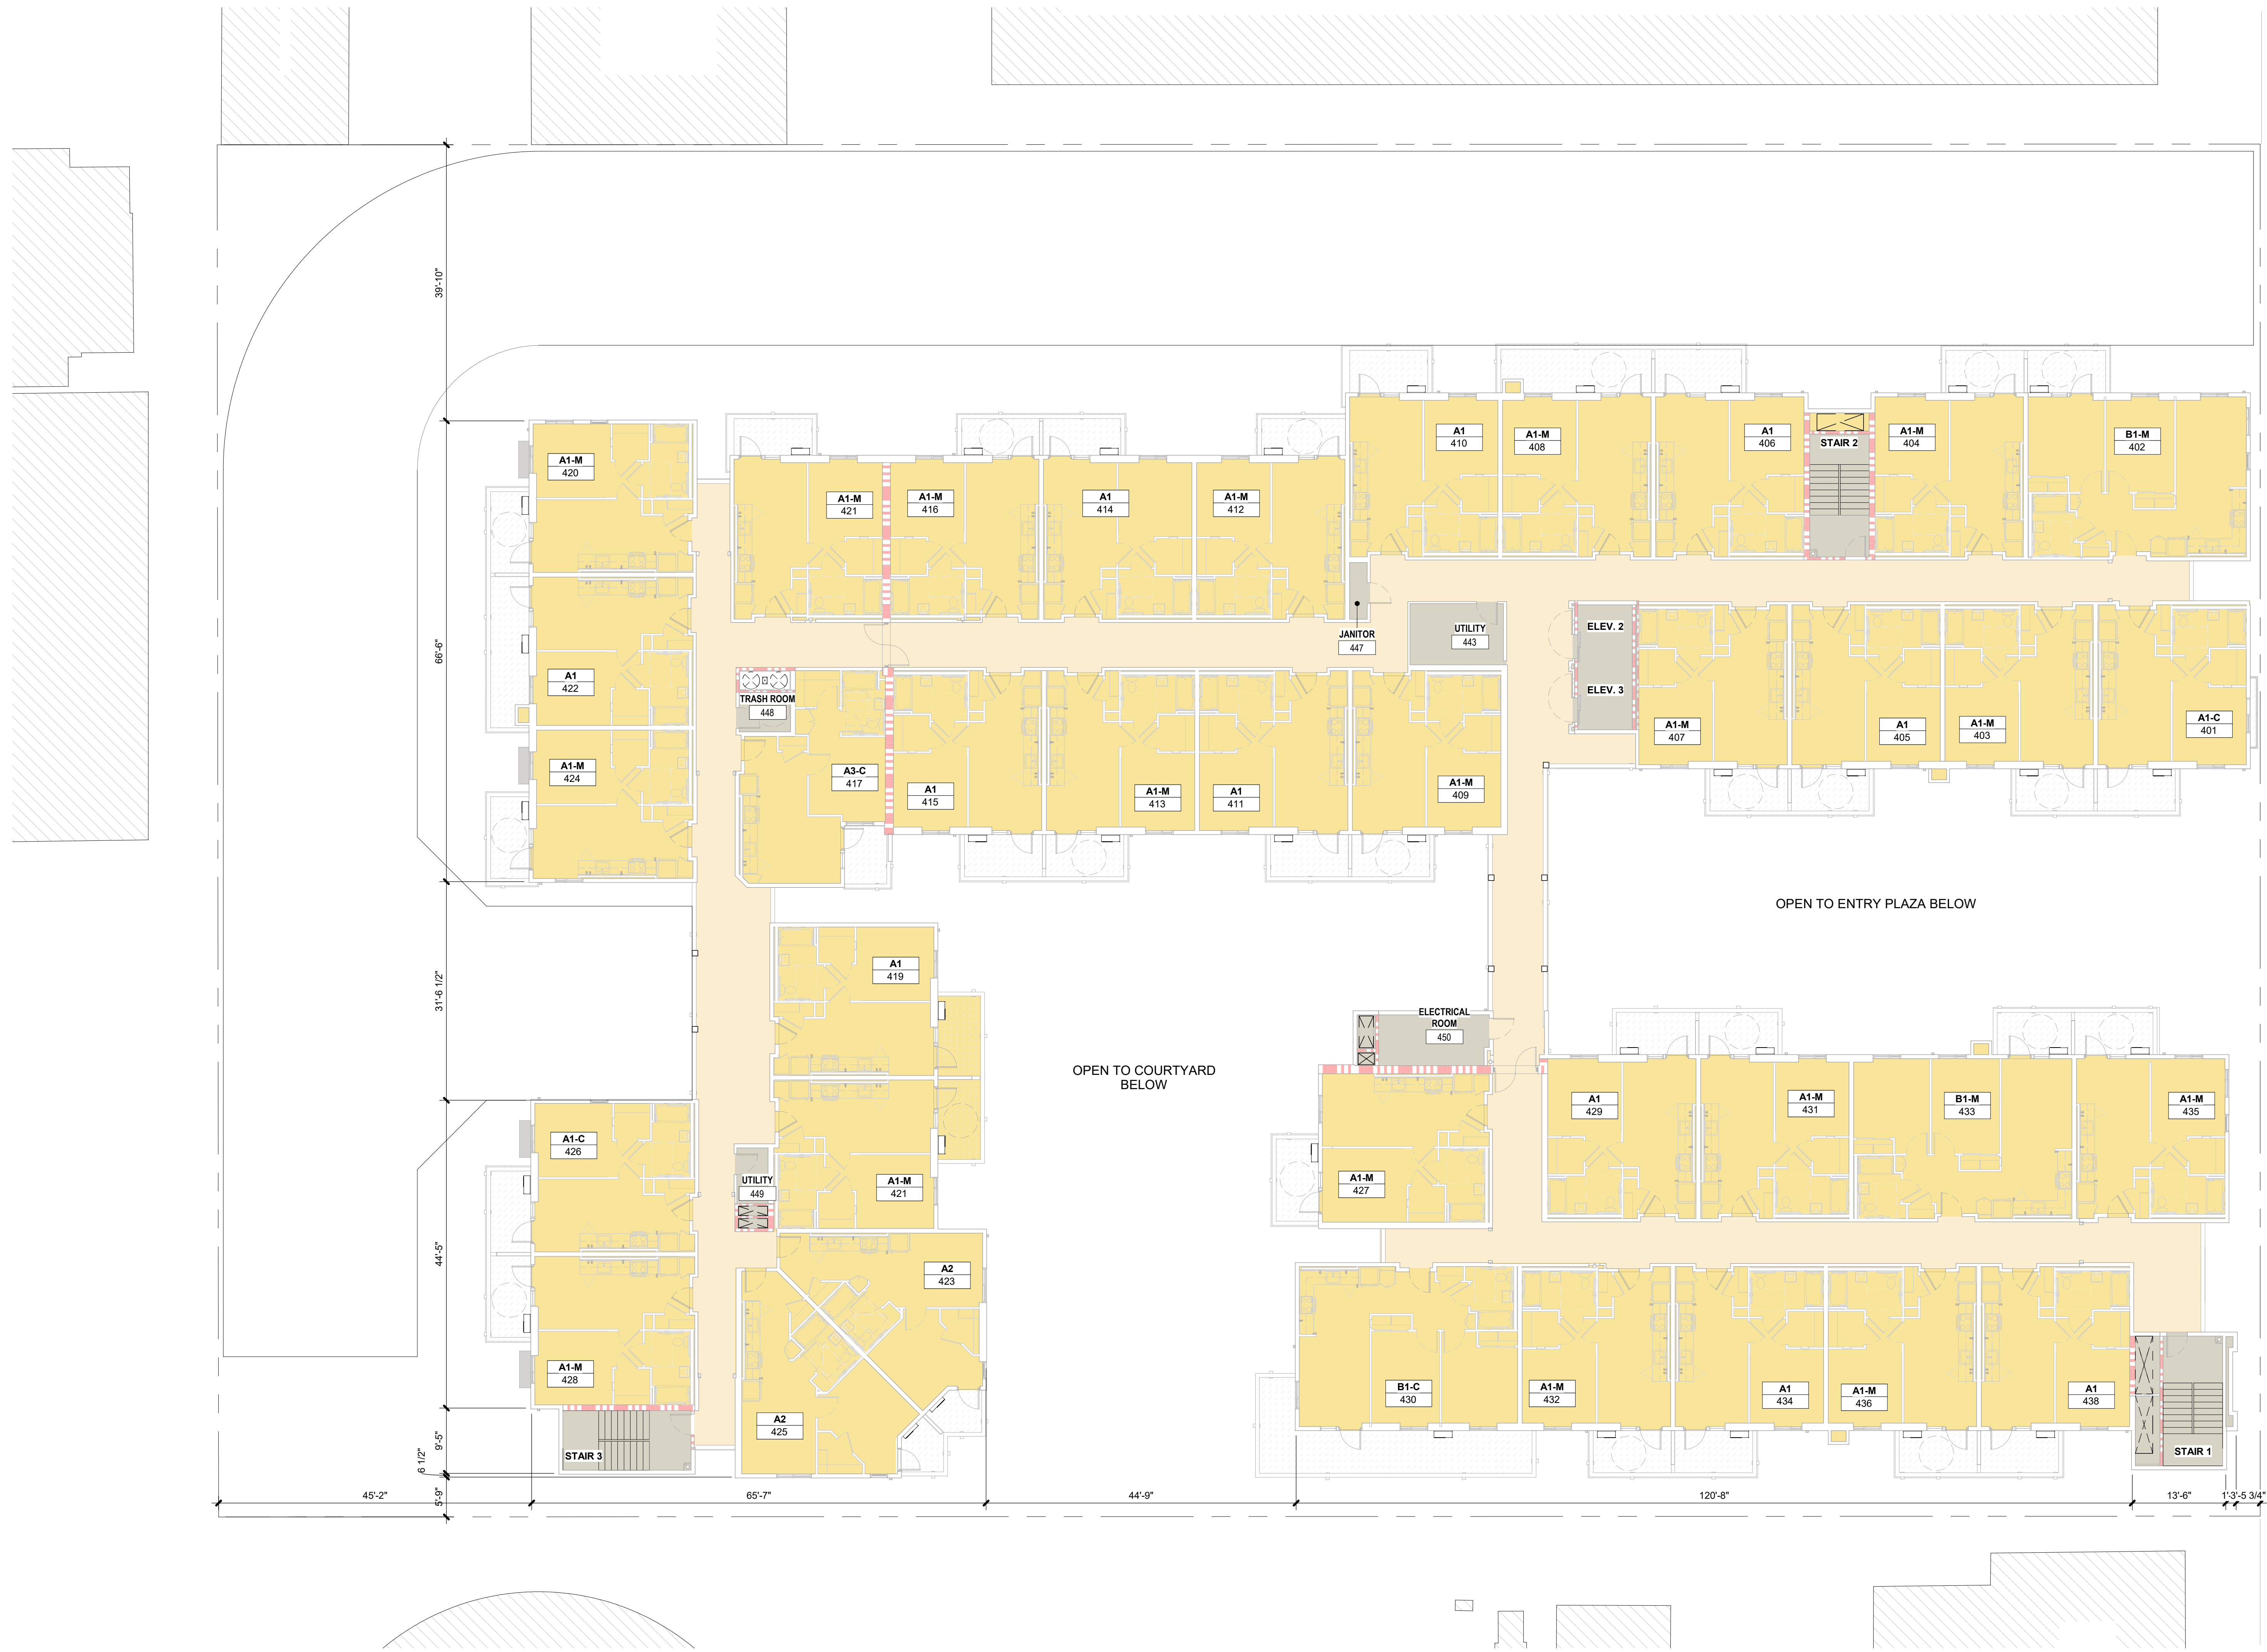 39'-10"
A1
410
A1-M
408
A1
406
STAIR 2
A1-M
404
B1-M
402
A1-M
420
A1-M
421
A1-M
416
A1
414
A1-M
412
66'-6"
JANITOR
447
UTILITY
443
ELEV. 2
ELEV. 3
A1
422
TRASH ROOM
448
A1-M
407
A1
405
A1-M
403
A1-C
401
A1-M
424
A3-C
417
A1
415
A1-M
413
A1
411
A1-M
409
OPEN TO ENTRY PLAZA BELOW
31'-6 1/2"
A1
419
ELECTRICAL
ROOM
450
OPEN TO COURTYARD
BELOW
A1
429
A1-M
431
B1-M
433
A1-M
435
A1-C
426
UTILITY
449
A1-M
421
A1-M
427
44'-5"
A2
423
A1-M
428
A2
425
B1-C
430
A1-M
432
A1
434
A1-M
436
A1
438
9'-5"
6 1/2"
5'-9"
STAIR 3
STAIR 1
45'-2"
65'-7"
44'-9"
120'-8"
13'-6"
1'-3'-5 3/4"